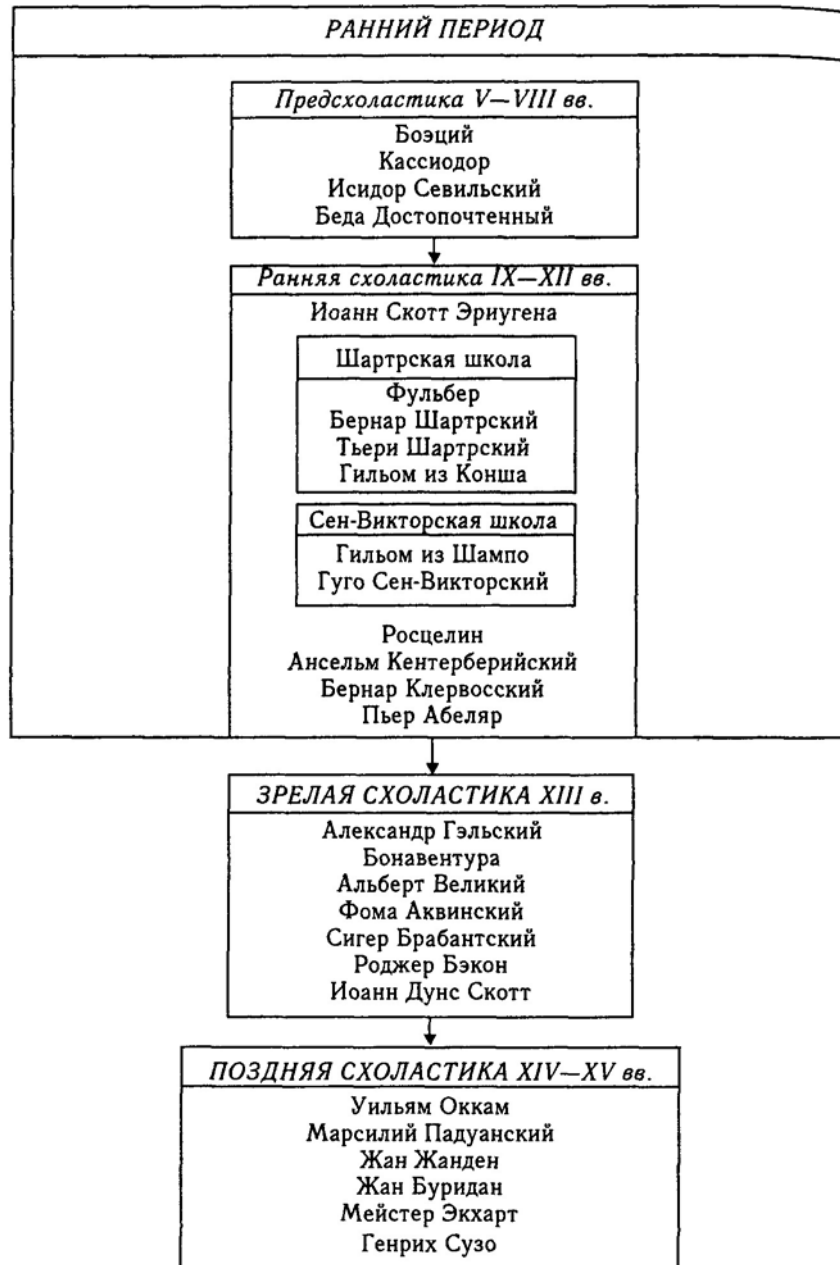 РАННИЙ ПЕРИОД
Предсхоластика V—VIII вв.
Боэций
Кассиодор
Исидор Севильский
Беда Достопочтенный
Ранняя схоластика IX—XII вв.
Иоанн Скотт Эриугена
Шартрская школа
Фульбер
Бернар Шартрский
Тьери Шартрский
Гильом из Конша
Сен-Викторская школа
Гильом из Шампо
Гуго Сен-Викторский
Росцелин
Ансельм Кентерберийский
Бернар Клервосский
Пьер Абеляр
ЗРЕЛАЯ СХОЛАСТИКА XIII в.
Александр Гэльский
Бонавентура
Альберт Великий
Фома Аквинский
Сигер Брабантский
Роджер Бэкон
Иоанн Дунс Скотт
ПОЗДНЯЯ СХОЛАСТИКА XIV—XV вв.
Уильям Оккам
Марсилий Падуанский
Жан Жанден
Жан Буридан
Мейстер Экхарт
Генрих Сузо